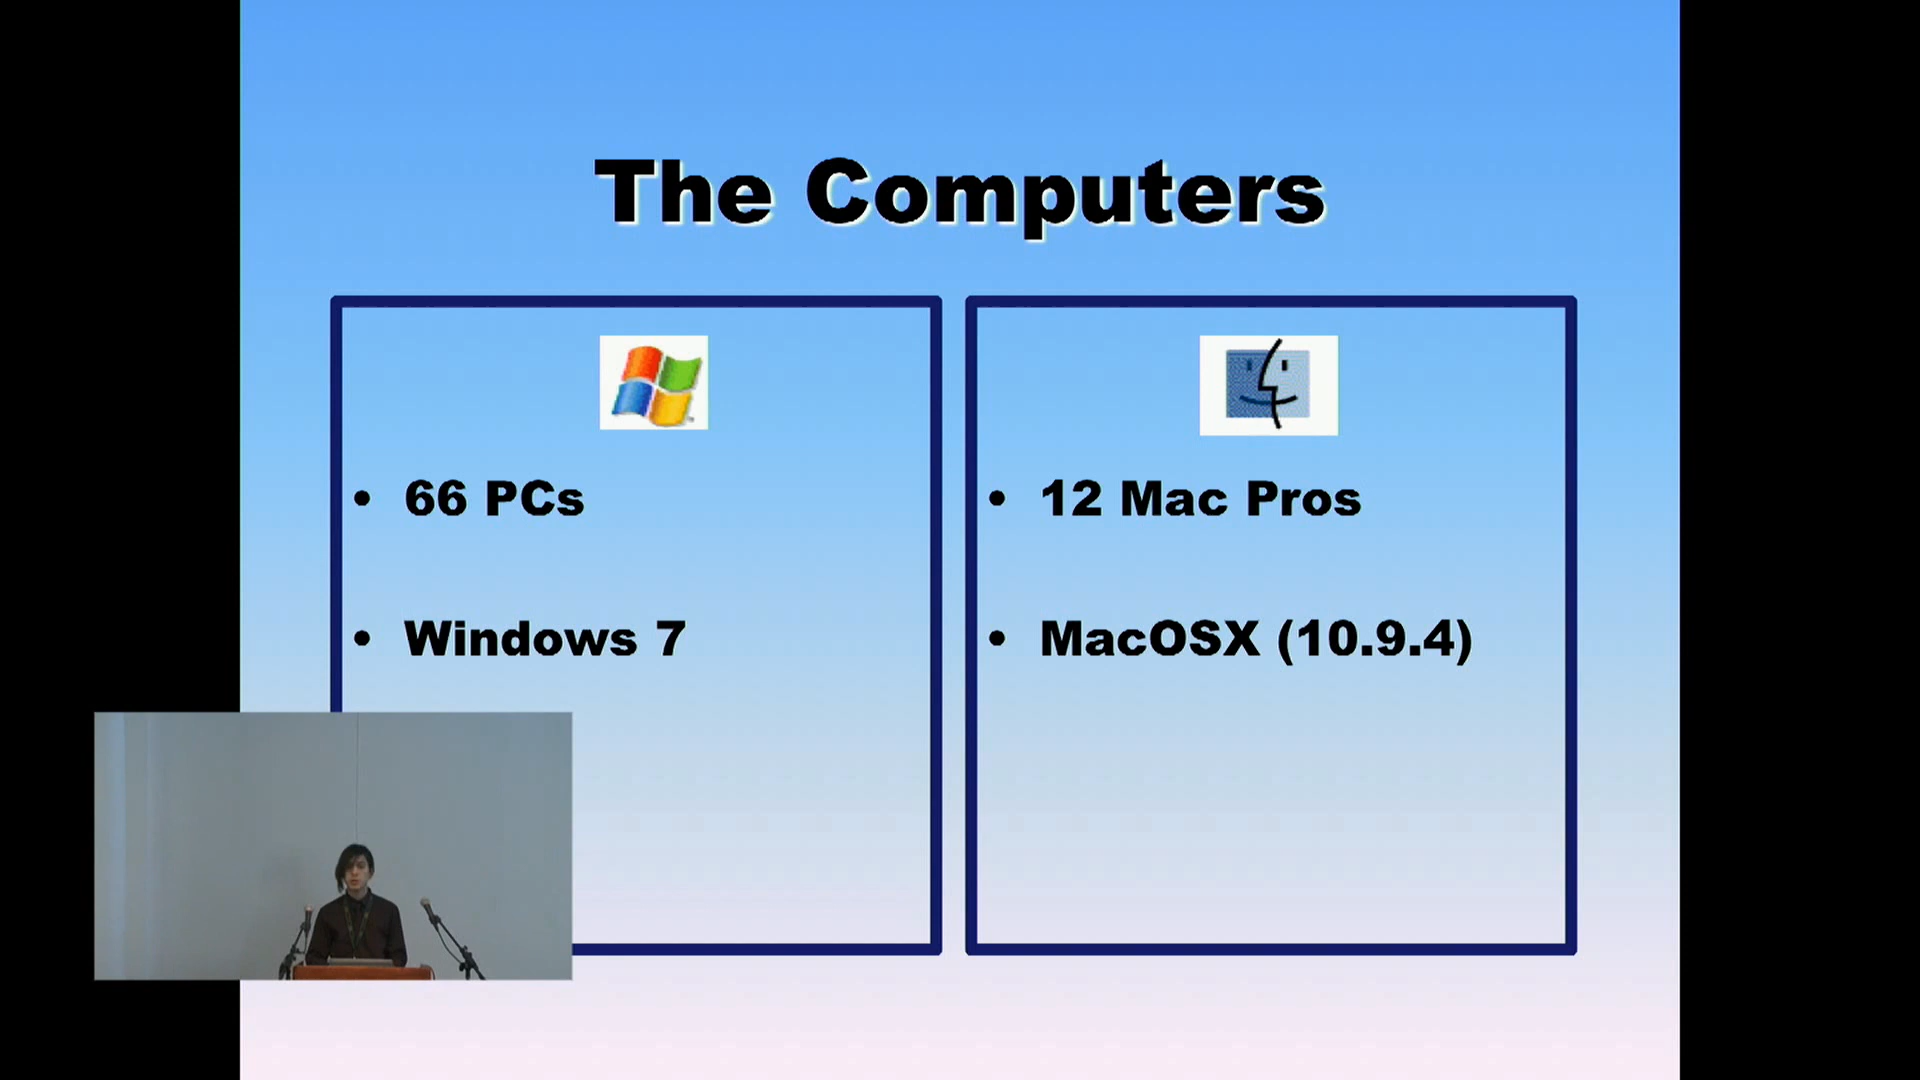 The Computers
• 66 PCs
• Windows 7
• 12 Mac Pros
• MacOSX (10.9.4)